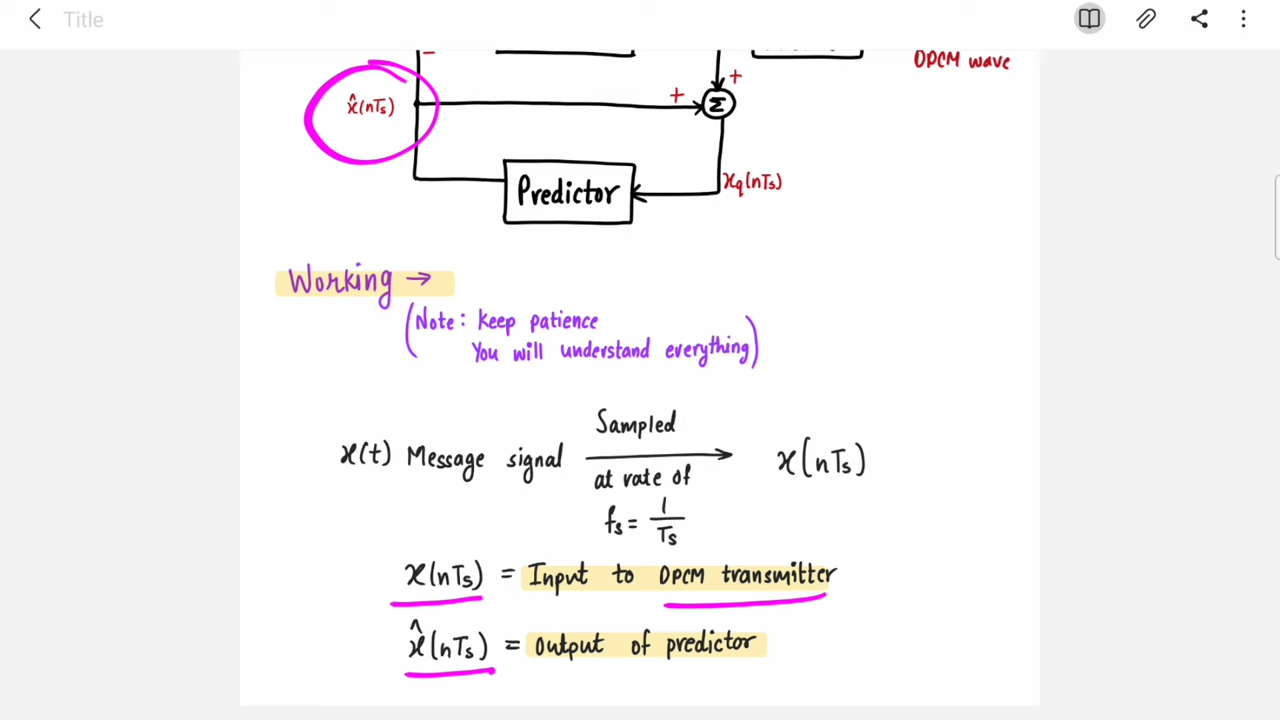 Title
DPCM wave
x̂(nTs)
+
+
−
Σ
Predictor
xq(nTs)
Working →
(Note: Keep patience
You will understand everything)
x(t) Message signal Sampled at rate of fs = 1/Ts → x(nTs)
x(nTs) = Input to DPCM transmitter
x̂(nTs) = Output of predictor